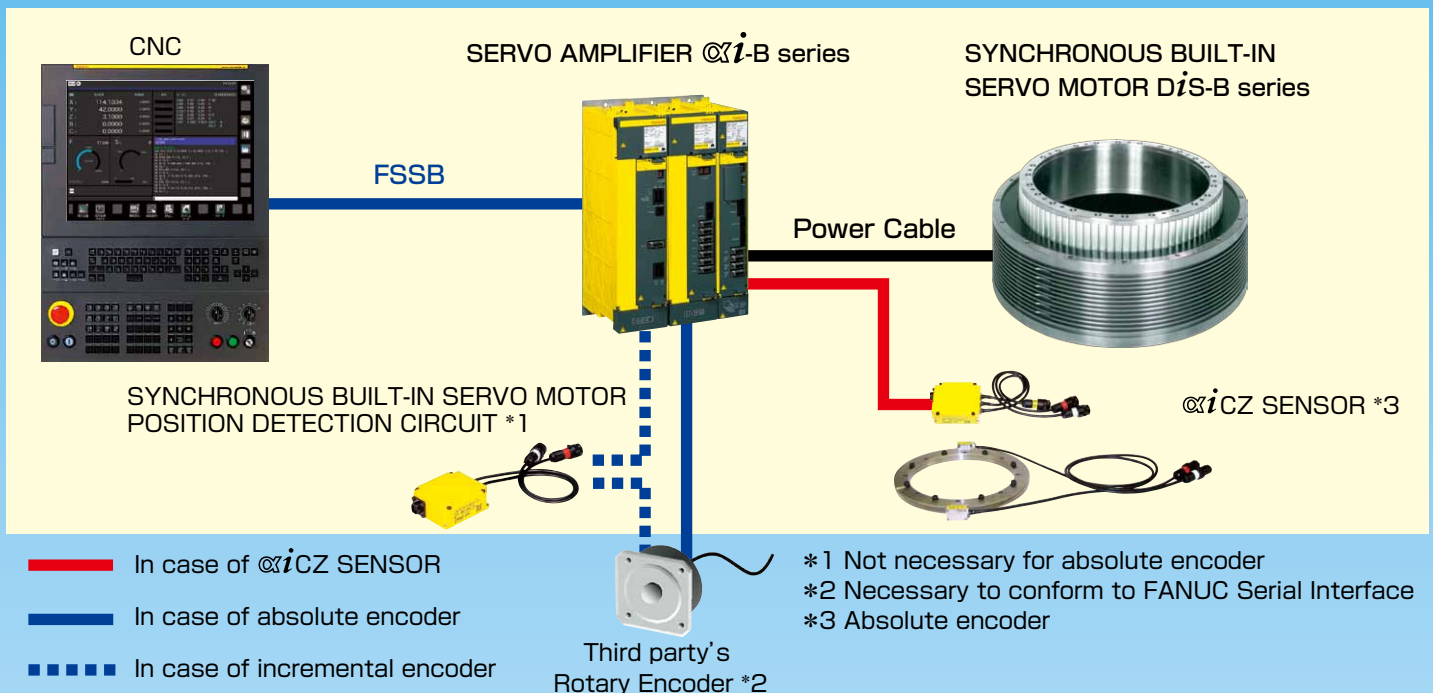 CNC
SERVO AMPLIFIER αi-B series
SYNCHRONOUS BUILT-IN
SERVO MOTOR DiS-B series
FSSB
Power Cable
SYNCHRONOUS BUILT-IN SERVO MOTOR
POSITION DETECTION CIRCUIT *1
αiCZ SENSOR *3
In case of αiCZ SENSOR
In case of absolute encoder
In case of incremental encoder
Third party's
Rotary Encoder *2
*1 Not necessary for absolute encoder
*2 Necessary to conform to FANUC Serial Interface
*3 Absolute encoder